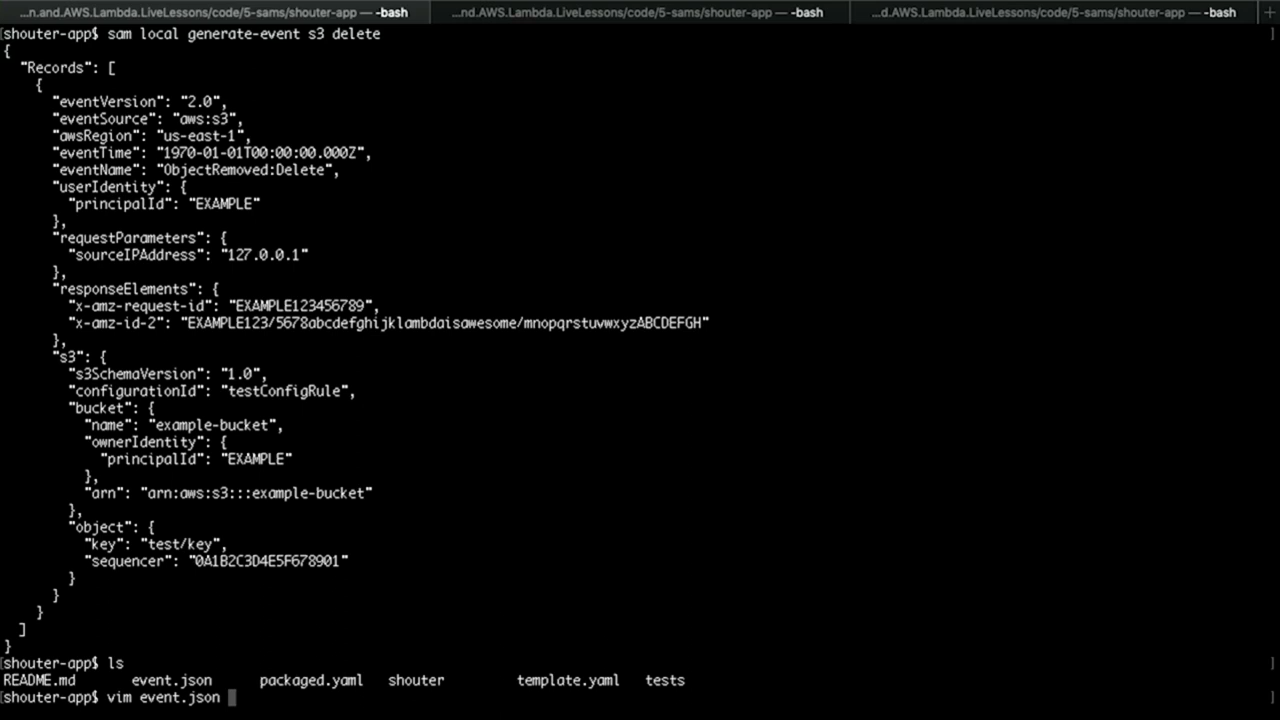 …n.and.AWS.Lambda.LiveLessons/code/5-sams/shouter-app — -bash
…nd.AWS.Lambda.LiveLessons/code/5-sams/shouter-app — -bash
…d.AWS.Lambda.LiveLessons/code/5-sams/shouter-app — -bash
+
[shouter-app$ sam local generate-event s3 delete ]
{
  "Records": [
    {
      "eventVersion": "2.0",
      "eventSource": "aws:s3",
      "awsRegion": "us-east-1",
      "eventTime": "1970-01-01T00:00:00.000Z",
      "eventName": "ObjectRemoved:Delete",
      "userIdentity": {
        "principalId": "EXAMPLE"
      },
      "requestParameters": {
        "sourceIPAddress": "127.0.0.1"
      },
      "responseElements": {
        "x-amz-request-id": "EXAMPLE123456789",
        "x-amz-id-2": "EXAMPLE123/5678abcdefghijklambdaisawesome/mnopqrstuvwxyzABCDEFGH"
      },
      "s3": {
        "s3SchemaVersion": "1.0",
        "configurationId": "testConfigRule",
        "bucket": {
          "name": "example-bucket",
          "ownerIdentity": {
            "principalId": "EXAMPLE"
          },
          "arn": "arn:aws:s3:::example-bucket"
        },
        "object": {
          "key": "test/key",
          "sequencer": "0A1B2C3D4E5F678901"
        }
      }
    }
  ]
}
[shouter-app$ ls ]
README.md event.json packaged.yaml shouter template.yaml tests
[shouter-app$ vim event.json ]